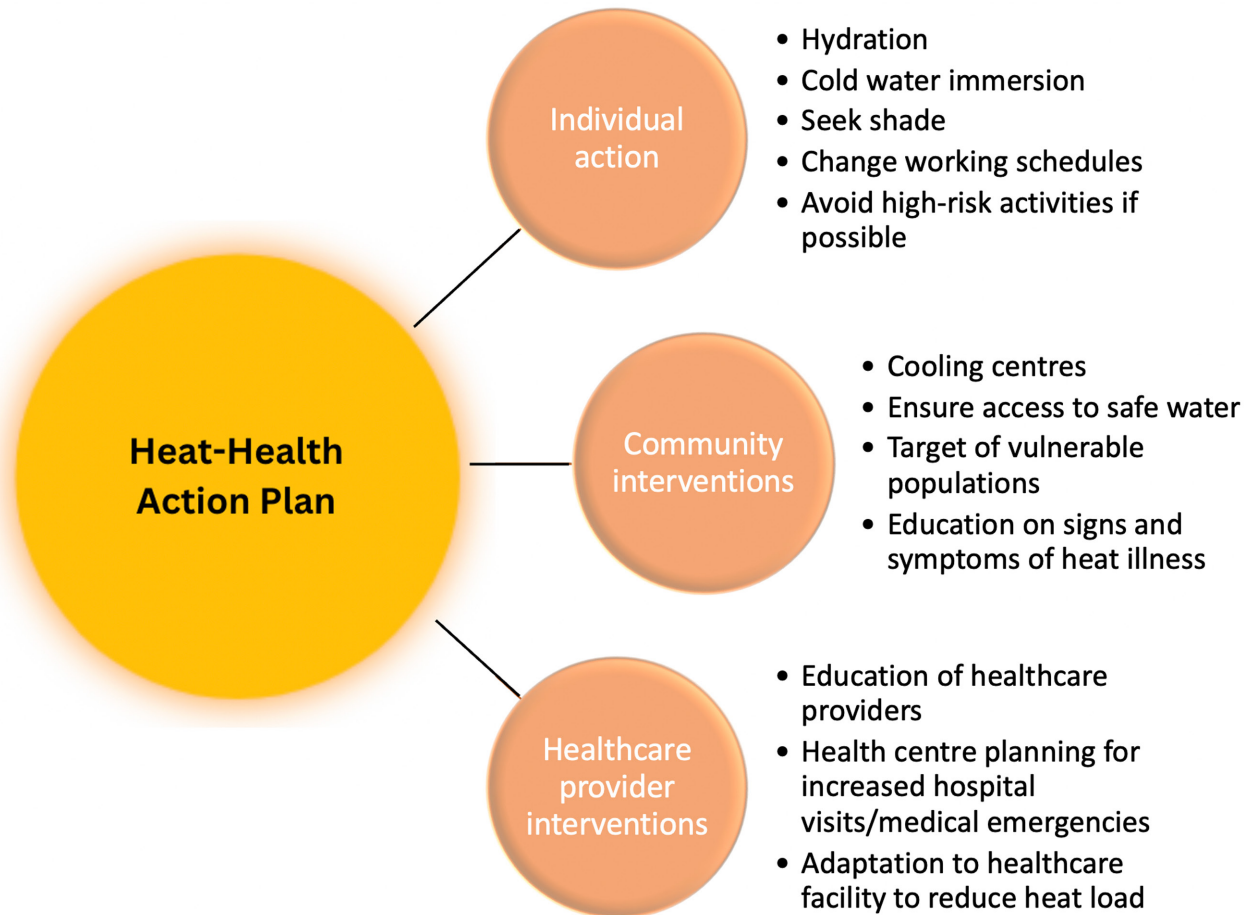 Individual
action
• Hydration
• Cold water immersion
• Seek shade
• Change working schedules
• Avoid high-risk activities if
possible
Heat-Health
Action Plan
Community
interventions
• Cooling centres
• Ensure access to safe water
• Target of vulnerable
populations
• Education on signs and
symptoms of heat illness
Healthcare
provider
interventions
• Education of healthcare
providers
• Health centre planning for
increased hospital
visits/medical emergencies
• Adaptation to healthcare
facility to reduce heat load